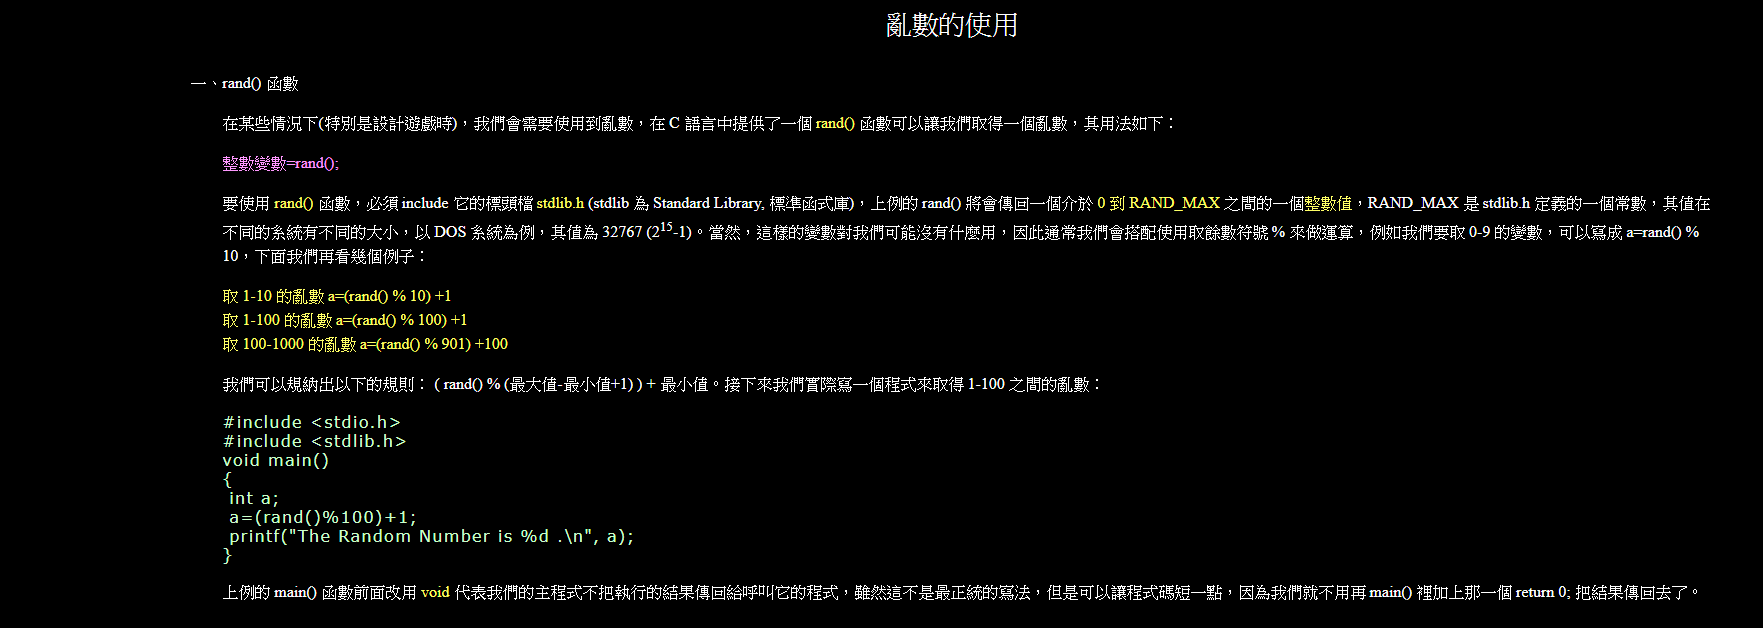 亂數的使用
一、rand() 函數
在某些情況下(特別是設計遊戲時)，我們會需要使用到亂數，在 C 語言中提供了一個 rand() 函數可以讓我們取得一個亂數，其用法如下：
整數變數=rand();
要使用 rand() 函數，必須 include 它的標頭檔 stdlib.h (stdlib 為 Standard Library, 標準函式庫)，上例的 rand() 將會傳回一個介於 0 到 RAND_MAX 之間的一個整數值，RAND_MAX 是 stdlib.h 定義的一個常數，其值在
不同的系統有不同的大小，以 DOS 系統為例，其值為 32767 (2^15-1)。當然，這樣的變數對我們可能沒有什麼用，因此通常我們會搭配使用取餘數符號 % 來做運算，例如我們要取 0-9 的變數，可以寫成 a=rand() %
10，下面我們再看幾個例子：
取 1-10 的亂數 a=(rand() % 10) +1
取 1-100 的亂數 a=(rand() % 100) +1
取 100-1000 的亂數 a=(rand() % 901) +100
我們可以規納出以下的規則： ( rand() % (最大值-最小值+1) ) + 最小值。接下來我們實際寫一個程式來取得 1-100 之間的亂數：
#include <stdio.h>
#include <stdlib.h>
void main()
{
int a;
a=(rand()%100)+1;
printf("The Random Number is %d .\n", a);
}
上例的 main() 函數前面改用 void 代表我們的主程式不把執行的結果傳回給呼叫它的程式，雖然這不是最正統的寫法，但是可以讓程式碼短一點，因為我們就不用再 main() 裡加上那一個 return 0; 把結果傳回去了。